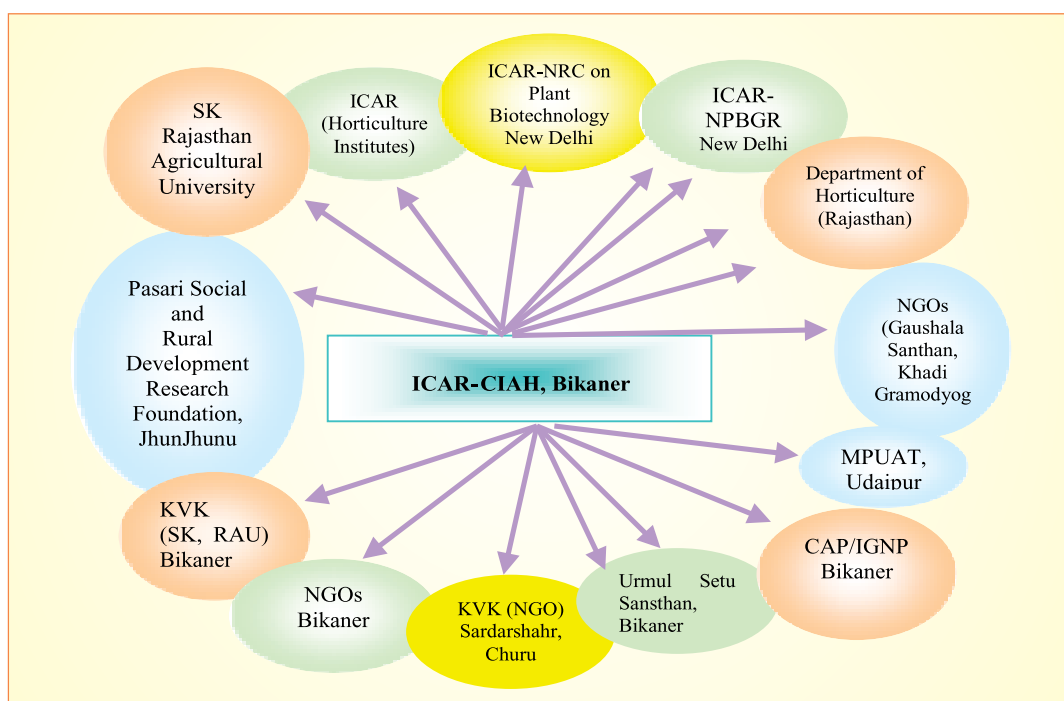 SK
Rajasthan
Agricultural
University
ICAR
(Horticulture
Institutes)
ICAR-NRC on
Plant
Biotechnology
New Delhi
ICAR-
NPBGR
New Delhi
Department of
Horticulture
(Rajasthan)
Pasari Social
and
Rural
Development
Research
Foundation,
JhunJhunu
NGOs
(Gaushala
Santhan,
Khadi
Gramodyog
ICAR-CIAH, Bikaner
MPUAT,
Udaipur
KVK
(SK, RAU)
Bikaner
CAP/IGNP
Bikaner
NGOs
Bikaner
KVK (NGO)
Sardarshahr,
Churu
Urmul Setu
Sansthan,
Bikaner